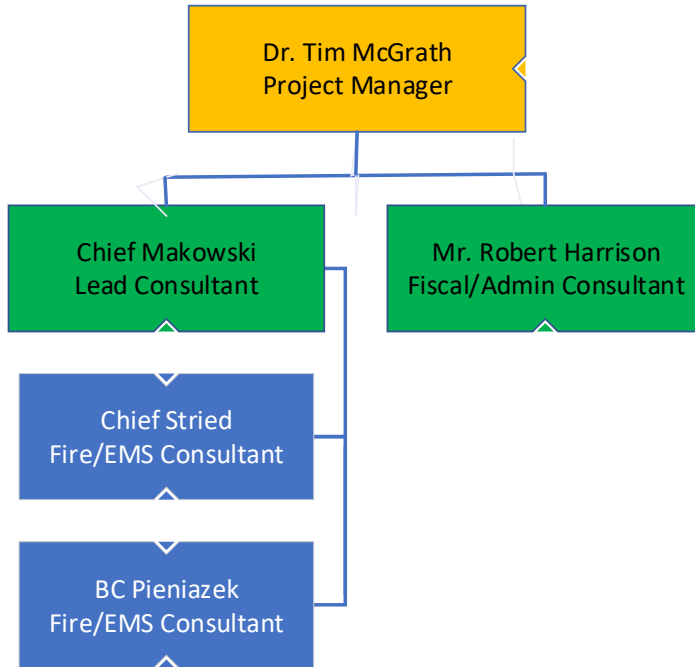 Dr. Tim McGrath
Project Manager
Chief Makowski
Lead Consultant
Mr. Robert Harrison
Fiscal/Admin Consultant
Chief Stried
Fire/EMS Consultant
BC Pieniazek
Fire/EMS Consultant